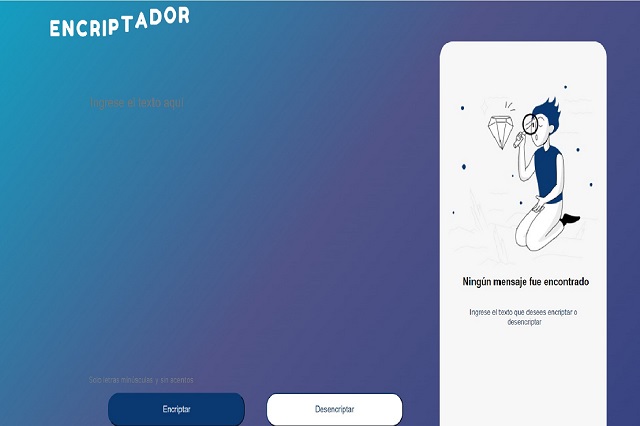 ENCRIPTADOR
Ingrese el texto aquí
Ningún mensaje fue encontrado
Ingrese el texto que desees encriptar o
desencriptar
Solo letras minúsculas y sin acentos
Encriptar
Desencriptar